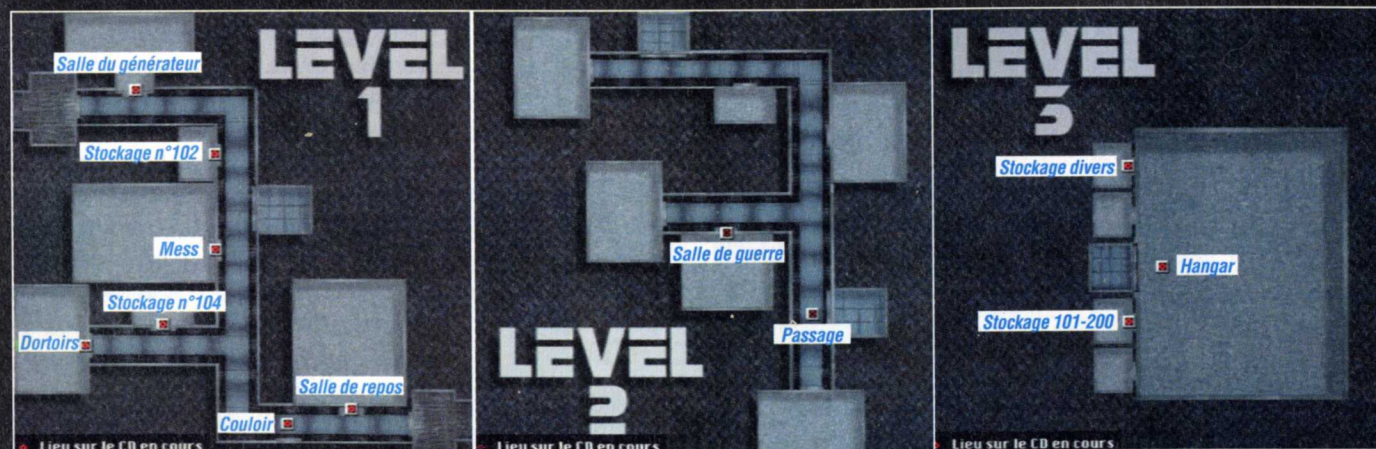 LEVEL
1
Salle du générateur
Stockage n°102
Mess
Stockage n°104
Dortoirs
Salle de repos
Couloir
Lieu sur le CD en cours
LEVEL
2
Salle de guerre
Passage
Lieu sur le CD en cours
LEVEL
3
Stockage divers
Hangar
Stockage 101-200
Lieu sur le CD en cours